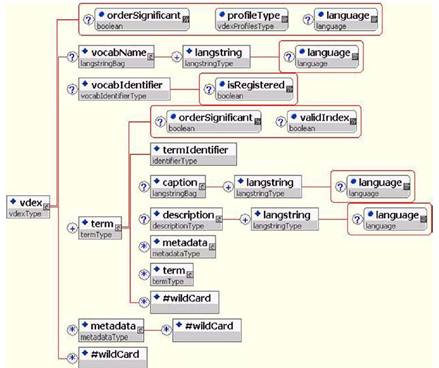 orderSignificant profileType language
boolean vdexProfilesType language
vocabName langstring language
langstringBag langstringType language
vocabIdentifier isRegistered
vocabIdentifierType boolean
orderSignificant validIndex
boolean boolean
termIdentifier
identifierType
caption langstring language
langstringBag langstringType language
vdex
vdexType
term
termType
description langstring language
descriptionType langstringType language
metadata
metadataType
term
termType
#wildCard
metadata #wildCard
metadataType
#wildCard